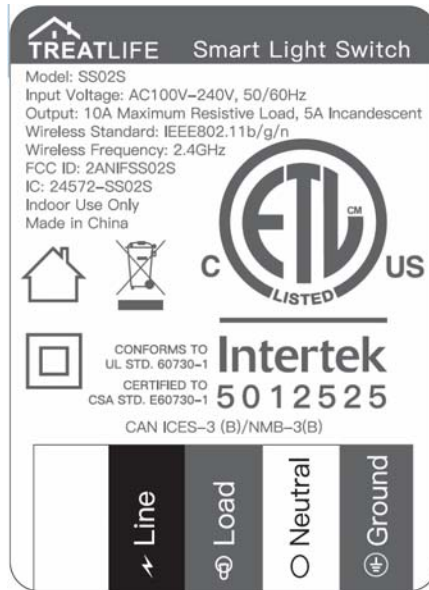 TREATLIFE Smart Light Switch
Model: SS02S
Input Voltage: AC100V-240V, 50/60Hz
Output: 10A Maximum Resistive Load, 5A Incandescent
Wireless Standard: IEEE802.11b/g/n
Wireless Frequency: 2.4GHz
FCC ID: 2ANIFSS02S
IC: 24572-SS02S
Indoor Use Only
Made in China
ETL CM
C US
LISTED
Intertek
5012525
CONFORMS TO
UL STD. 60730-1
CERTIFIED TO
CSA STD. E60730-1
CAN ICES-3 (B)/NMB-3(B)
Line
Load
Neutral
Ground